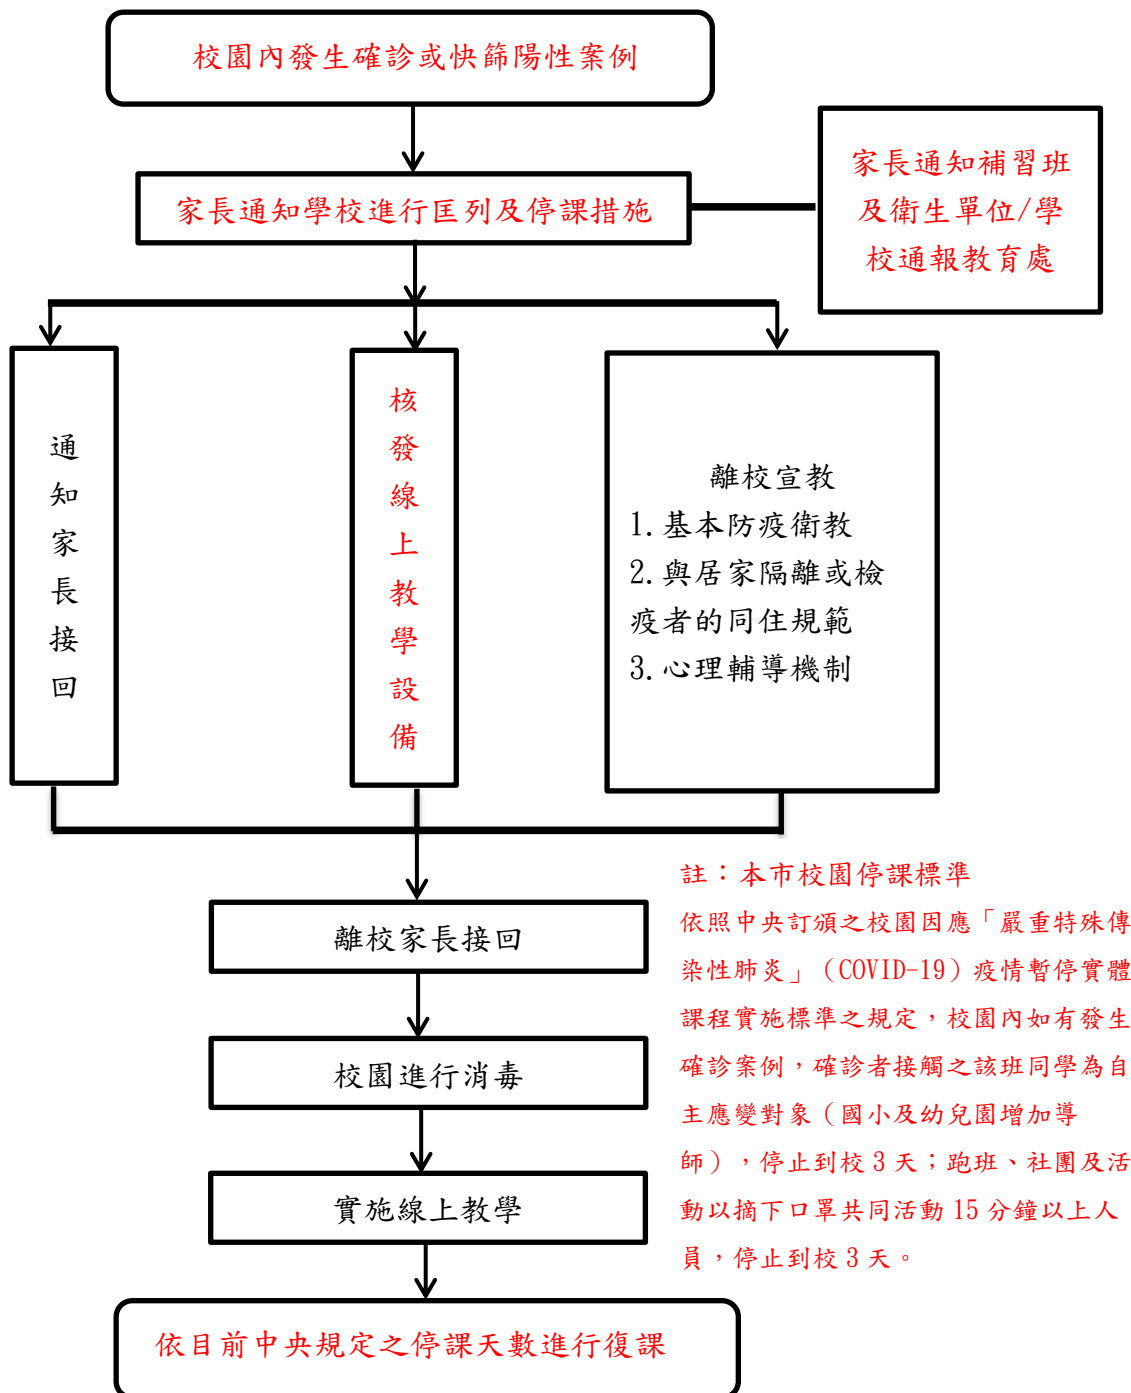 校園內發生確診或快篩陽性案例
家長通知學校進行匡列及停課措施
家長通知補習班
及衛生單位/學
校通報教育處
通知家長接回
核發線上教學設備
離校宣教
1.基本防疫衛教
2.與居家隔離或檢
疫者的同住規範
3.心理輔導機制
離校家長接回
校園進行消毒
實施線上教學
依目前中央規定之停課天數進行復課
註：本市校園停課標準
依照中央訂頒之校園因應「嚴重特殊傳
染性肺炎」（COVID-19）疫情暫停實體
課程實施標準之規定，校園內如有發生
確診案例，確診者接觸之該班同學為自
主應變對象（國小及幼兒園增加導
師），停止到校 3 天；跑班、社團及活
動以摘下口罩共同活動 15 分鐘以上人
員，停止到校 3 天。